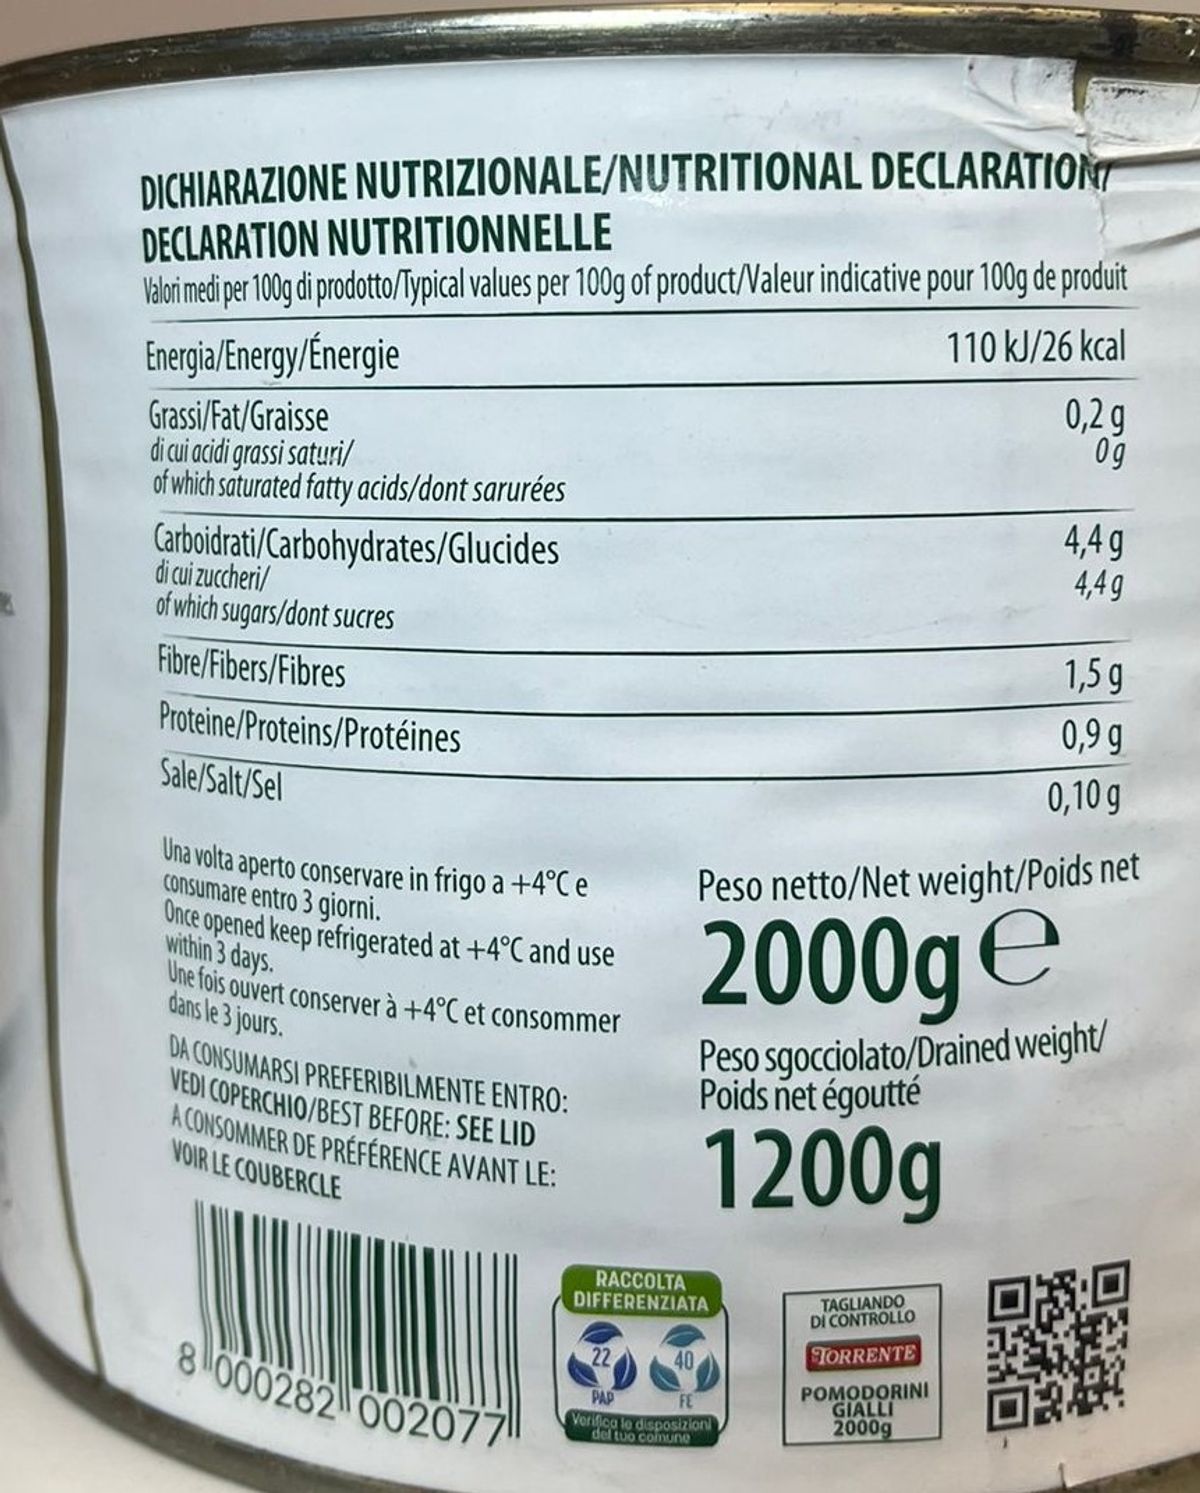 DICHIARAZIONE NUTRIZIONALE/NUTRITIONAL DECLARATION/
DECLARATION NUTRITIONNELLE
Valori medi per 100g di prodotto/Typical values per 100g of product/Valeur indicative pour 100g de produit
Energia/Energy/Énergie 110 kJ/26 kcal
Grassi/Fat/Graisse 0,2 g
di cui acidi grassi saturi/ 0 g
of which saturated fatty acids/dont sarurées
Carboidrati/Carbohydrates/Glucides 4,4 g
di cui zuccheri/ 4,4 g
of which sugars/dont sucres
Fibre/Fibers/Fibres 1,5 g
Proteine/Proteins/Protéines 0,9 g
Sale/Salt/Sel 0,10 g
Una volta aperto conservare in frigo a +4°C e
consumare entro 3 giorni.
Once opened keep refrigerated at +4°C and use
within 3 days.
Une fois ouvert conserver à +4°C et consommer
dans le 3 jours.
DA CONSUMARSI PREFERIBILMENTE ENTRO:
VEDI COPERCHIO/BEST BEFORE: SEE LID
A CONSOMMER DE PRÉFÉRENCE AVANT LE:
VOIR LE COUBERCLE
Peso netto/Net weight/Poids net
2000g e
Peso sgocciolato/Drained weight/
Poids net égoutté
1200g
8 000282 002077
RACCOLTA
DIFFERENZIATA
22 40
PAP FE
Verifica le disposizioni
del tuo comune
TAGLIANDO
DI CONTROLLO
TORRENTE
POMODORINI
GIALLI
2000g